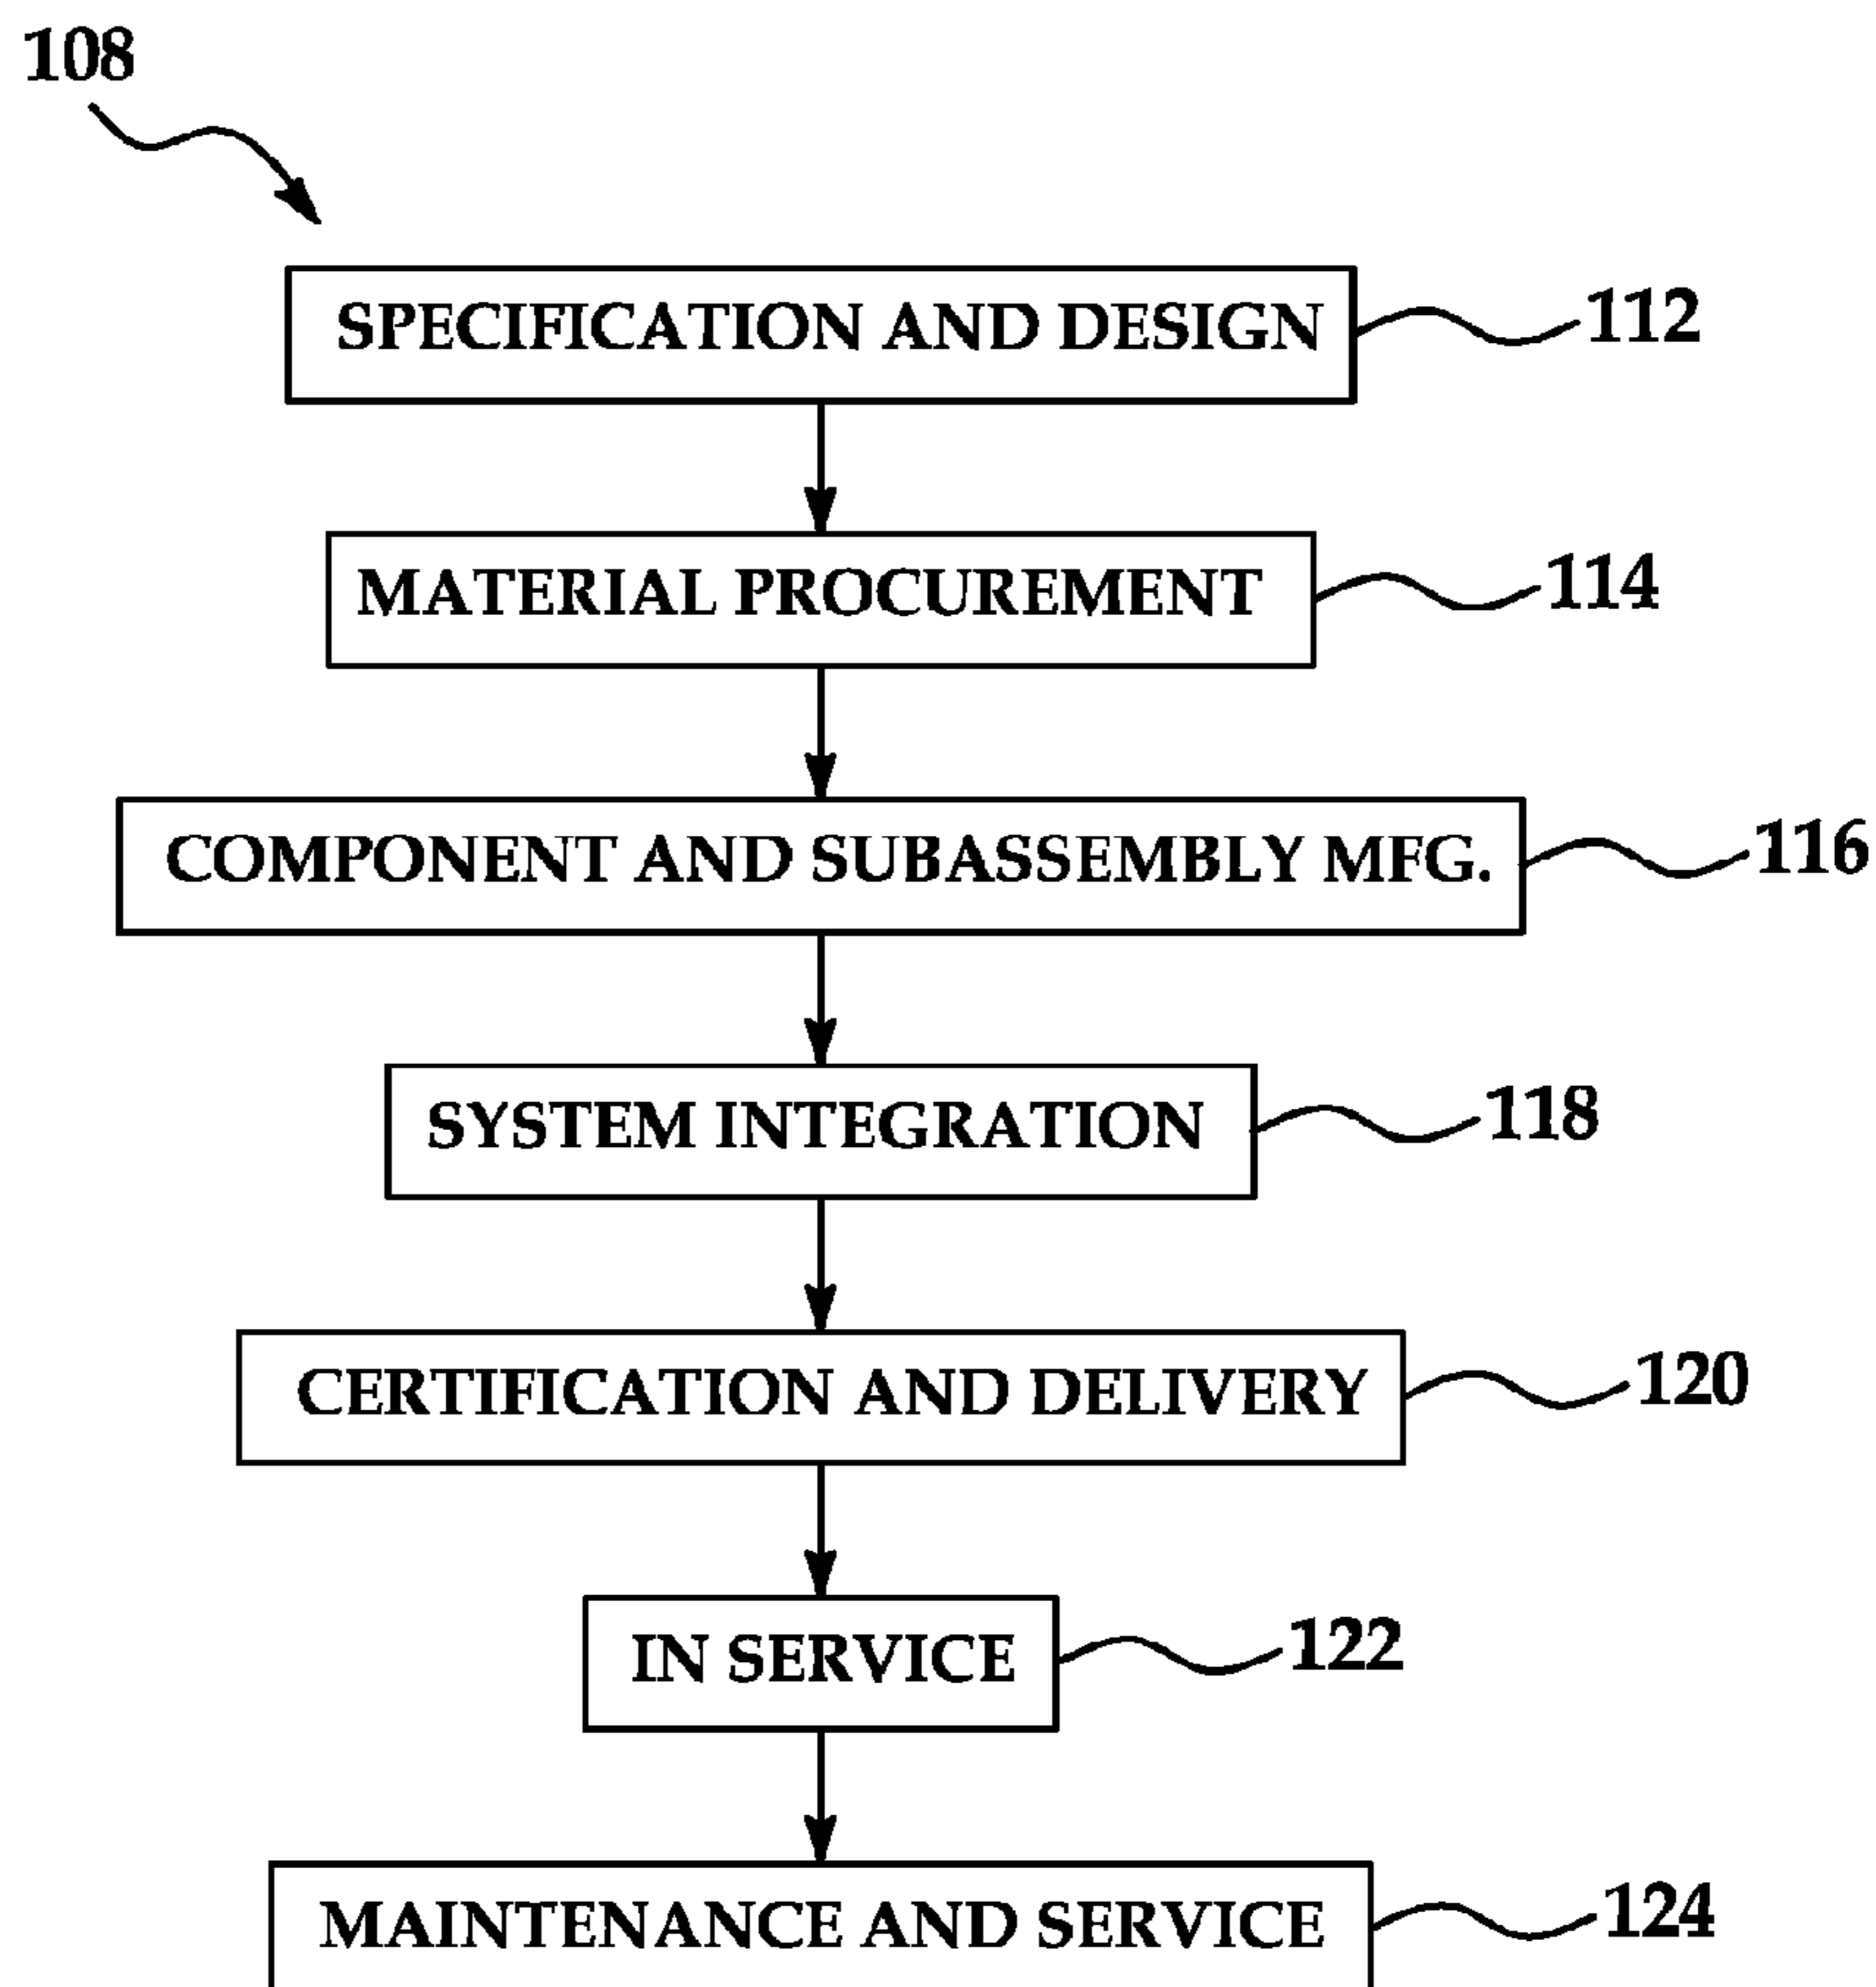 108
SPECIFICATION AND DESIGN 112
MATERIAL PROCUREMENT 114
COMPONENT AND SUBASSEMBLY MFG. 116
SYSTEM INTEGRATION 118
CERTIFICATION AND DELIVERY 120
IN SERVICE 122
MAINTENANCE AND SERVICE 124